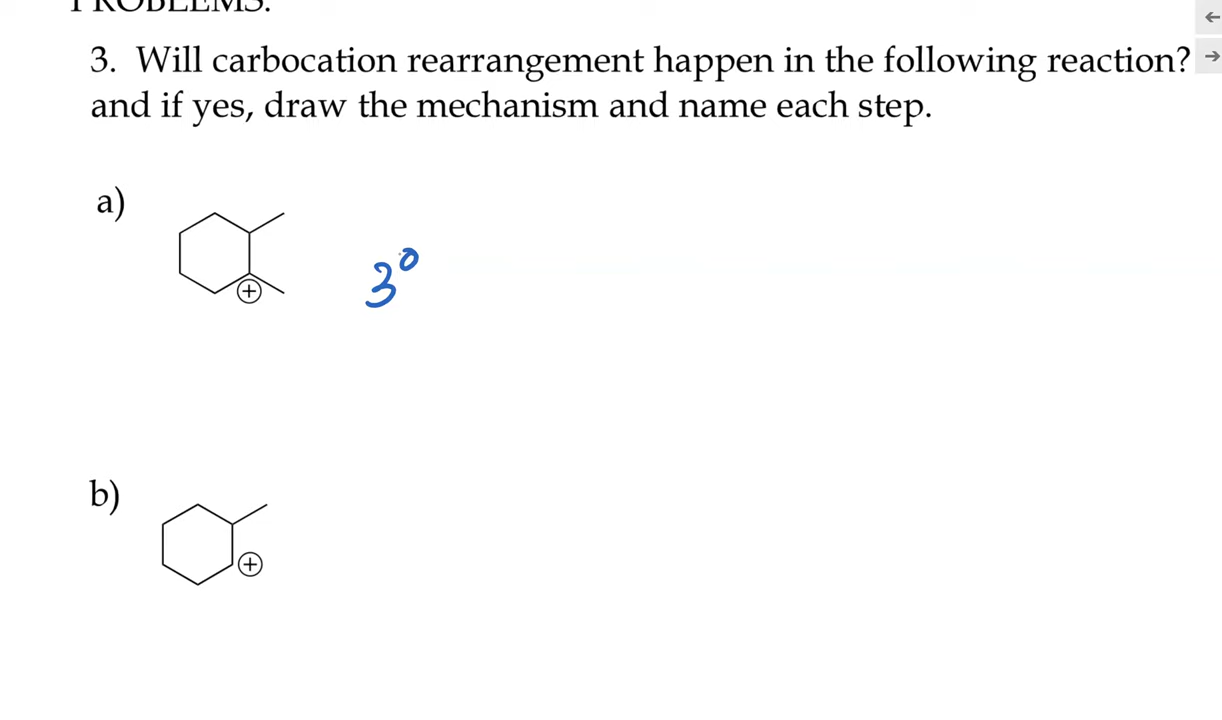 PROBLEMS:
3. Will carbocation rearrangement happen in the following reaction?
and if yes, draw the mechanism and name each step.
a)
3°
b)